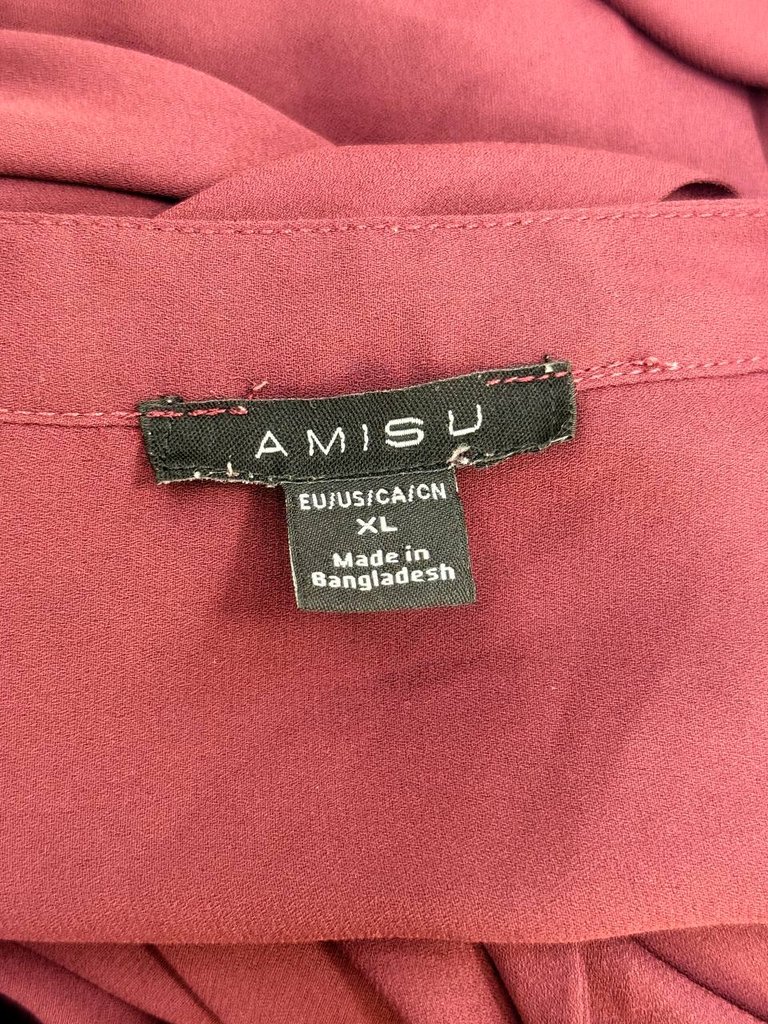 AMISU
EU/US/CA/CN
XL
Made in
Bangladesh